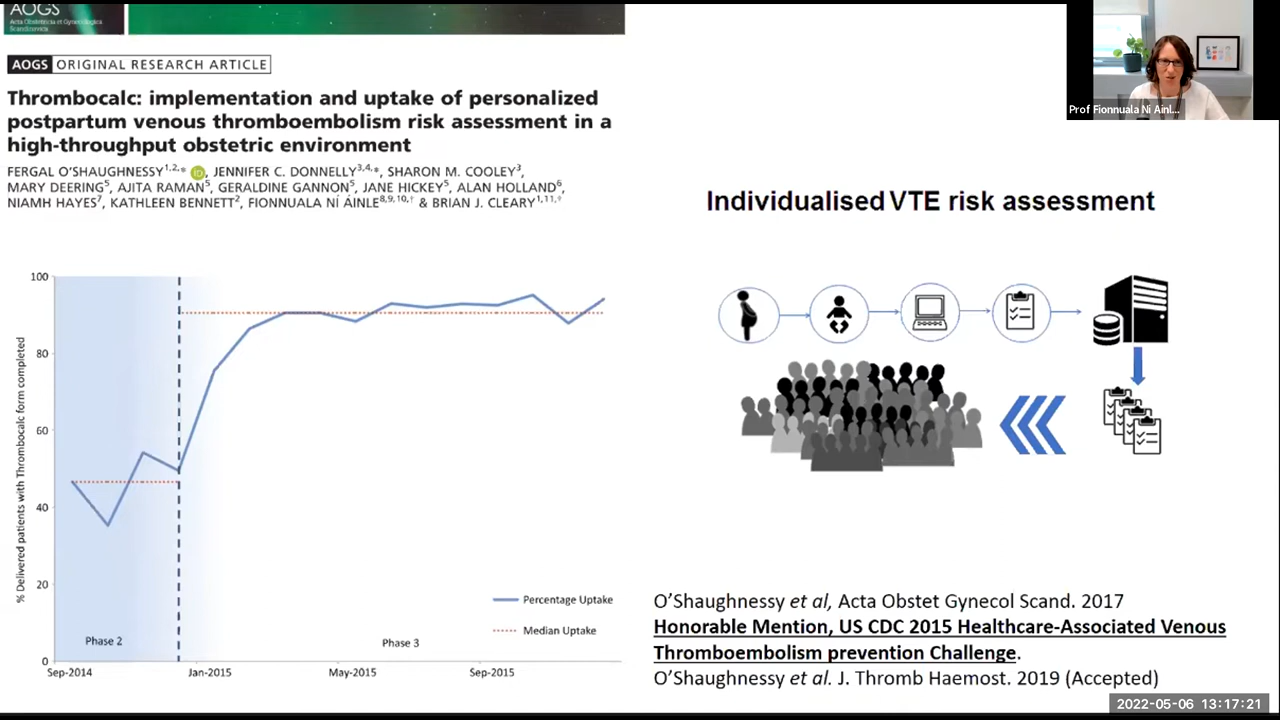 AOGS
Acta Obstetricia et Gynecologica
Scandinavica
AOGS ORIGINAL RESEARCH ARTICLE
Thrombocalc: implementation and uptake of personalized
postpartum venous thromboembolism risk assessment in a
high-throughput obstetric environment
FERGAL O'SHAUGHNESSY1,2,* iD, JENNIFER C. DONNELLY3,4,*, SHARON M. COOLEY3,
MARY DEERING5, AJITA RAMAN5, GERALDINE GANNON5, JANE HICKEY5, ALAN HOLLAND6,
NIAMH HAYES7, KATHLEEN BENNETT2, FIONNUALA NÍ ÁINLE8,9,10,† & BRIAN J. CLEARY1,11,†
Prof Fionnuala Ni Ainl...
Individualised VTE risk assessment
% Delivered patients with Thrombocalc form completed
100
80
60
40
20
0
Percentage Uptake
Median Uptake
Phase 2
Phase 3
Sep-2014
Jan-2015
May-2015
Sep-2015
O'Shaughnessy et al, Acta Obstet Gynecol Scand. 2017
Honorable Mention, US CDC 2015 Healthcare-Associated Venous
Thromboembolism prevention Challenge.
O'Shaughnessy et al. J. Thromb Haemost. 2019 (Accepted)
2022-05-06 13:17:21